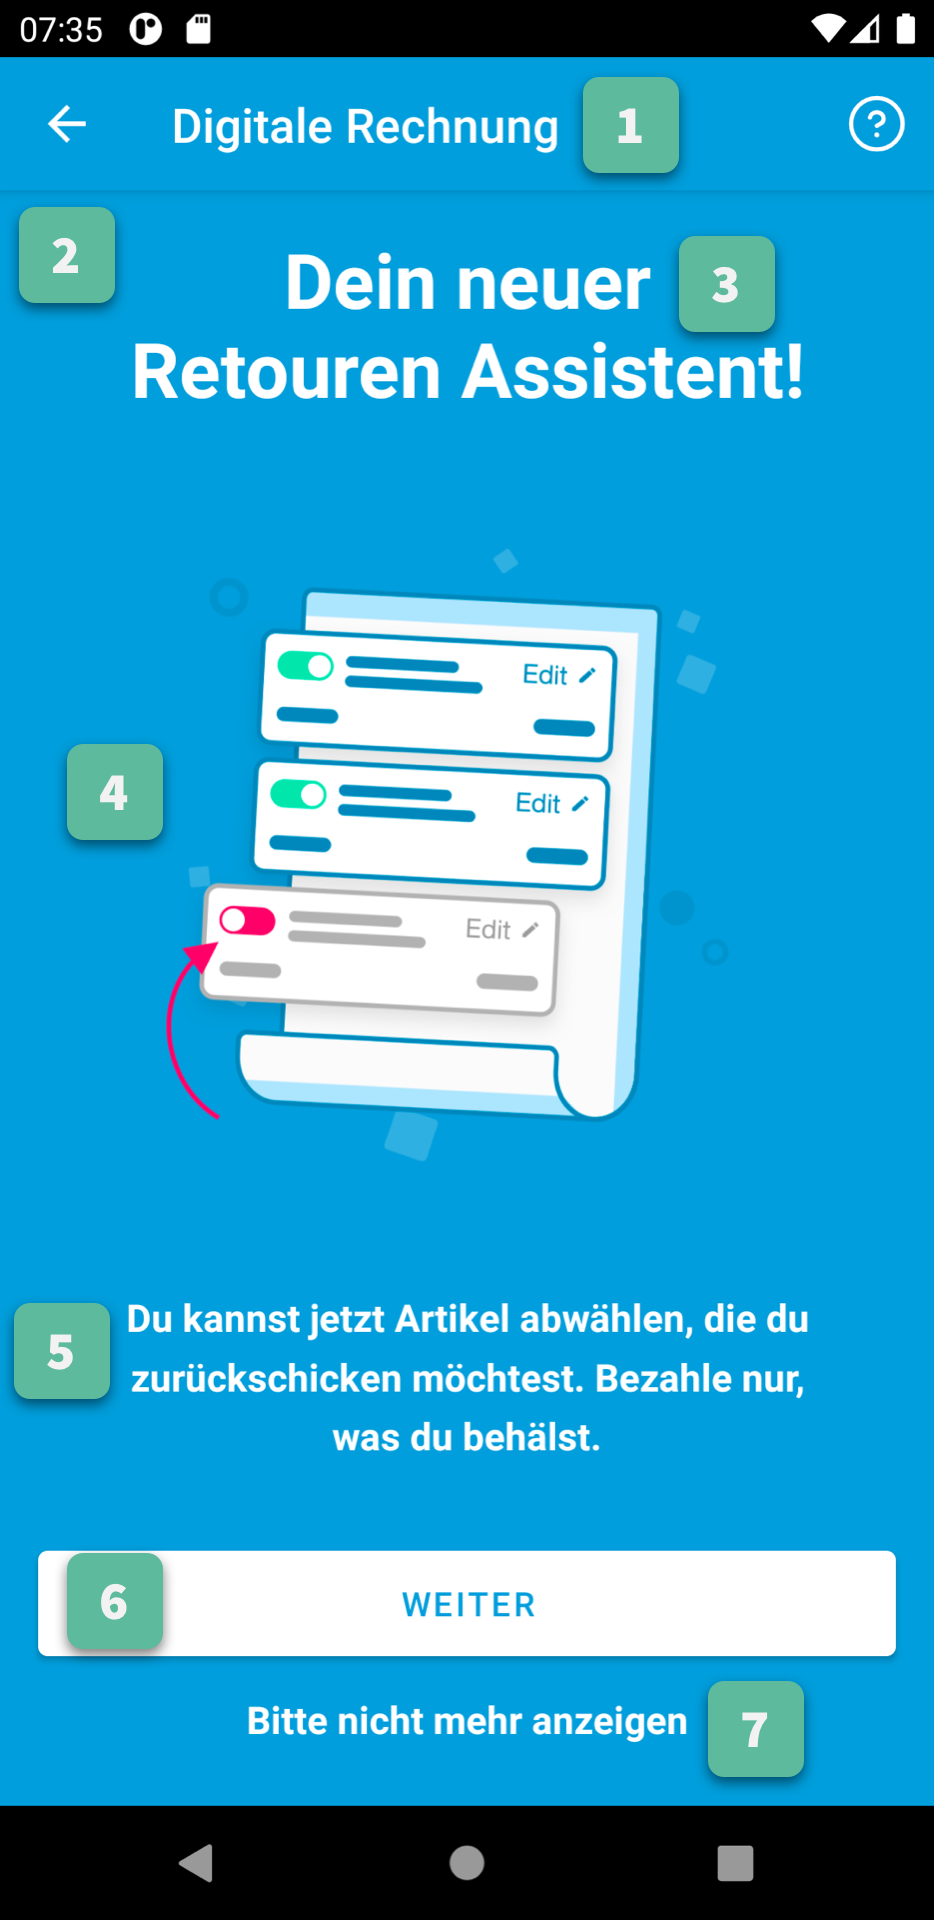 07:35
Digitale Rechnung 1
?
2
Dein neuer 3
Retouren Assistent!
Edit
Edit
4
Edit
5
Du kannst jetzt Artikel abwählen, die du
zurückschicken möchtest. Bezahle nur,
was du behälst.
6 WEITER
Bitte nicht mehr anzeigen 7